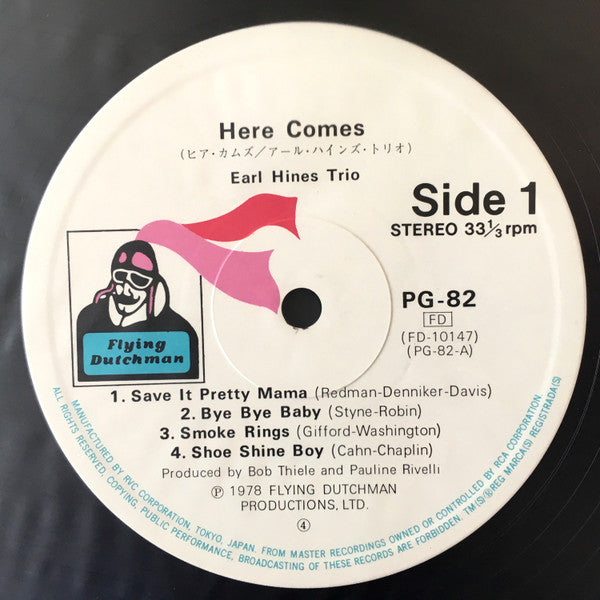 Here Comes
(ヒア・カムズ/アール・ハインズ・トリオ)
Earl Hines Trio
Side 1
STEREO 33⅓rpm
PG-82
FD
(FD-10147)
(PG-82-A)
Flying
Dutchman
1. Save It Pretty Mama (Redman-Denniker-Davis)
2. Bye Bye Baby (Styne-Robin)
3. Smoke Rings (Gifford-Washington)
4. Shoe Shine Boy (Cahn-Chaplin)
Produced by Bob Thiele and Pauline Rivelli
Ⓟ 1978 FLYING DUTCHMAN
PRODUCTIONS, LTD.
④
MANUFACTURED BY RVC CORPORATION, TOKYO, JAPAN, FROM MASTER RECORDINGS OWNED OR CONTROLLED BY RCA CORPORATION
ALL RIGHTS RESERVED, COPYING, PUBLIC PERFORMANCE, BROADCASTING OF THESE RECORDS ARE FORBIDDEN. TM(S)®REG MARCA(S) REGISTRADA(S)